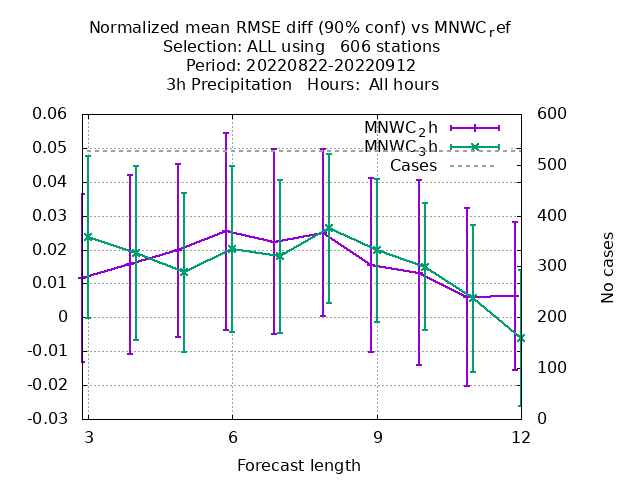 Normalized mean RMSE diff (90% conf) vs MNWC_ref
Selection: ALL using   606 stations
Period: 20220822-20220912
3h Precipitation   Hours:  All hours
0.06
0.05
0.04
0.03
0.02
0.01
0
-0.01
-0.02
-0.03
600
500
400
300
200
100
0
MNWC_2h
MNWC_3h
Cases
No cases
3 6 9 12
Forecast length